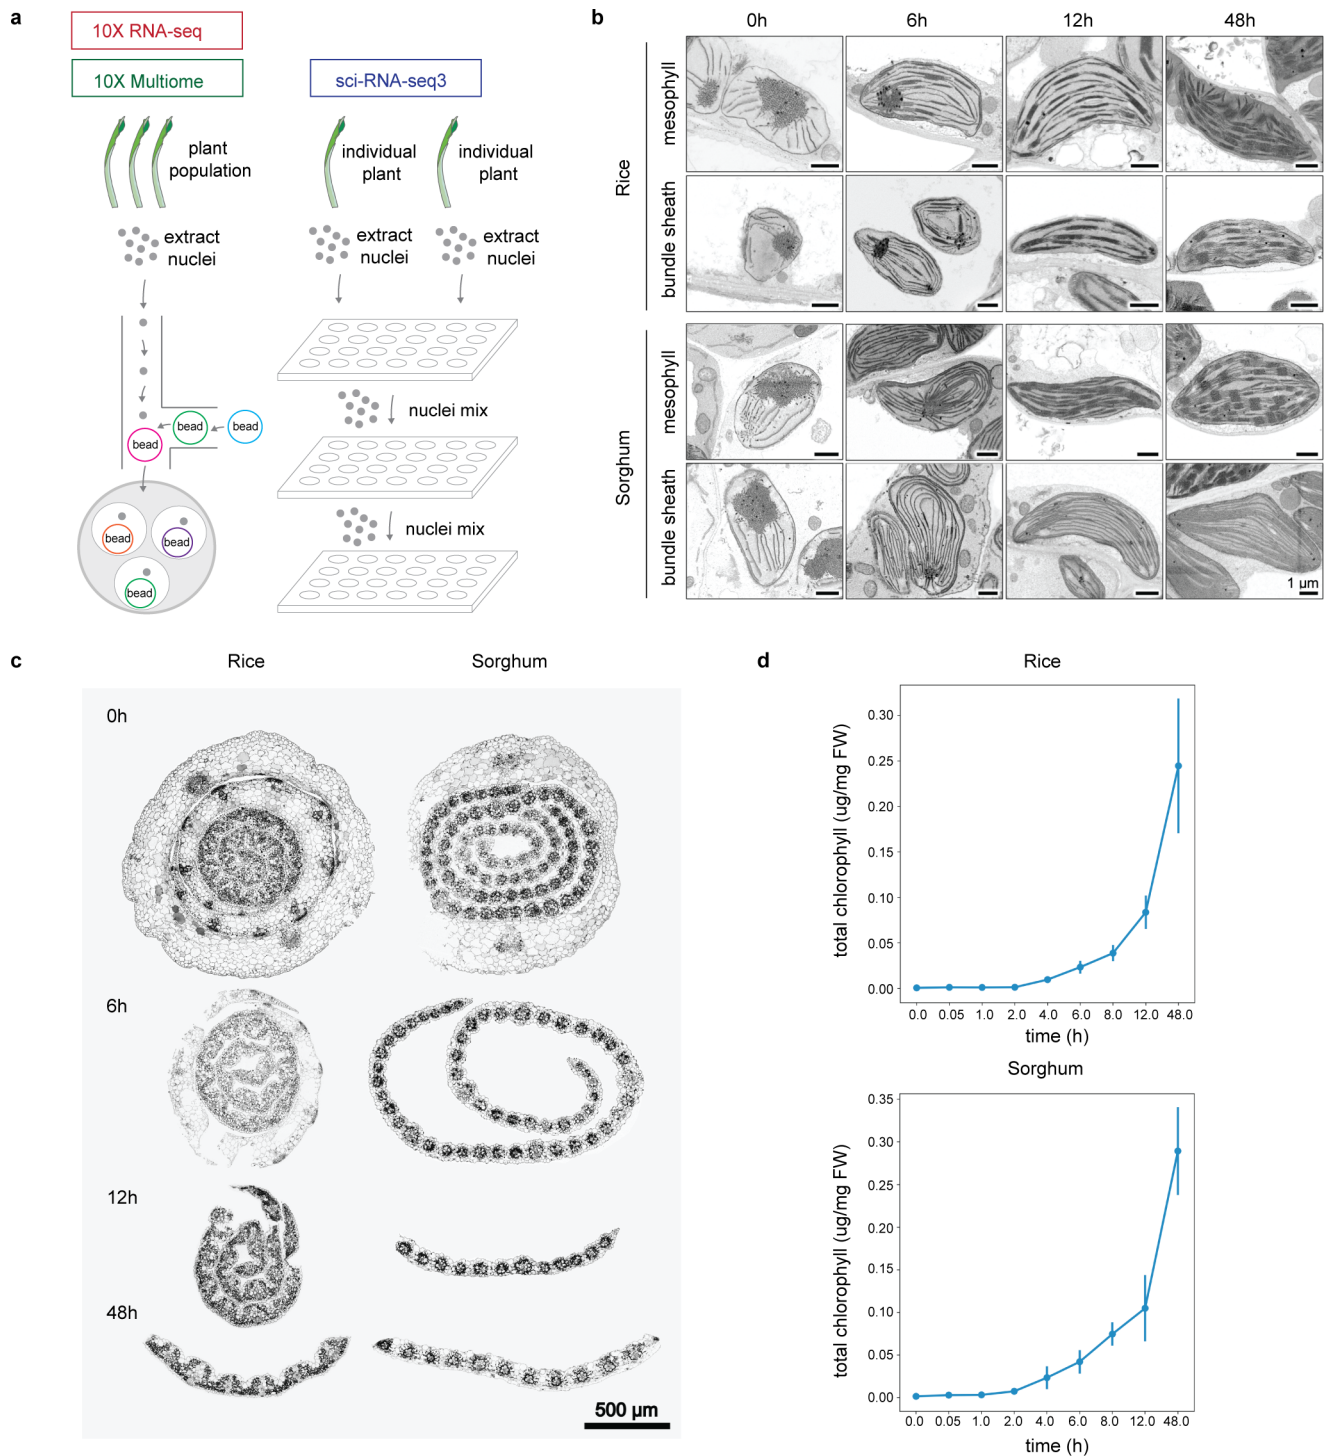 a
10X RNA-seq
10X Multiome
sci-RNA-seq3
plant
population
individual
plant
individual
plant
extract
nuclei
extract
nuclei
extract
nuclei
bead
bead
bead
nuclei mix
nuclei mix
bead
bead
bead
b
0h
6h
12h
48h
Rice
mesophyll
bundle sheath
Sorghum
mesophyll
bundle sheath
1 µm
c
Rice
Sorghum
0h
6h
12h
48h
500 µm
d
Rice
total chlorophyll (ug/mg FW)
0.30
0.25
0.20
0.15
0.10
0.05
0.00
0.0 0.05 1.0 2.0 4.0 6.0 8.0 12.0 48.0
time (h)
Sorghum
total chlorophyll (ug/mg FW)
0.35
0.30
0.25
0.20
0.15
0.10
0.05
0.00
0.0 0.05 1.0 2.0 4.0 6.0 8.0 12.0 48.0
time (h)